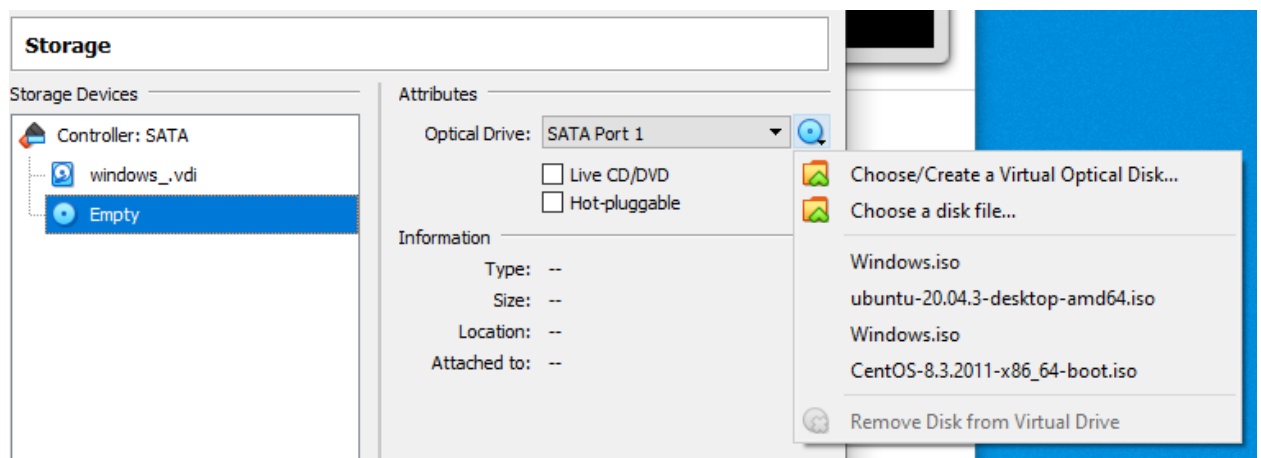 Storage
Storage Devices
Controller: SATA
windows_.vdi
Empty
Attributes
Optical Drive: SATA Port 1
Live CD/DVD
Hot-pluggable
Information
Type: --
Size: --
Location: --
Attached to: --
Choose/Create a Virtual Optical Disk...
Choose a disk file...
Windows.iso
ubuntu-20.04.3-desktop-amd64.iso
Windows.iso
CentOS-8.3.2011-x86_64-boot.iso
Remove Disk from Virtual Drive